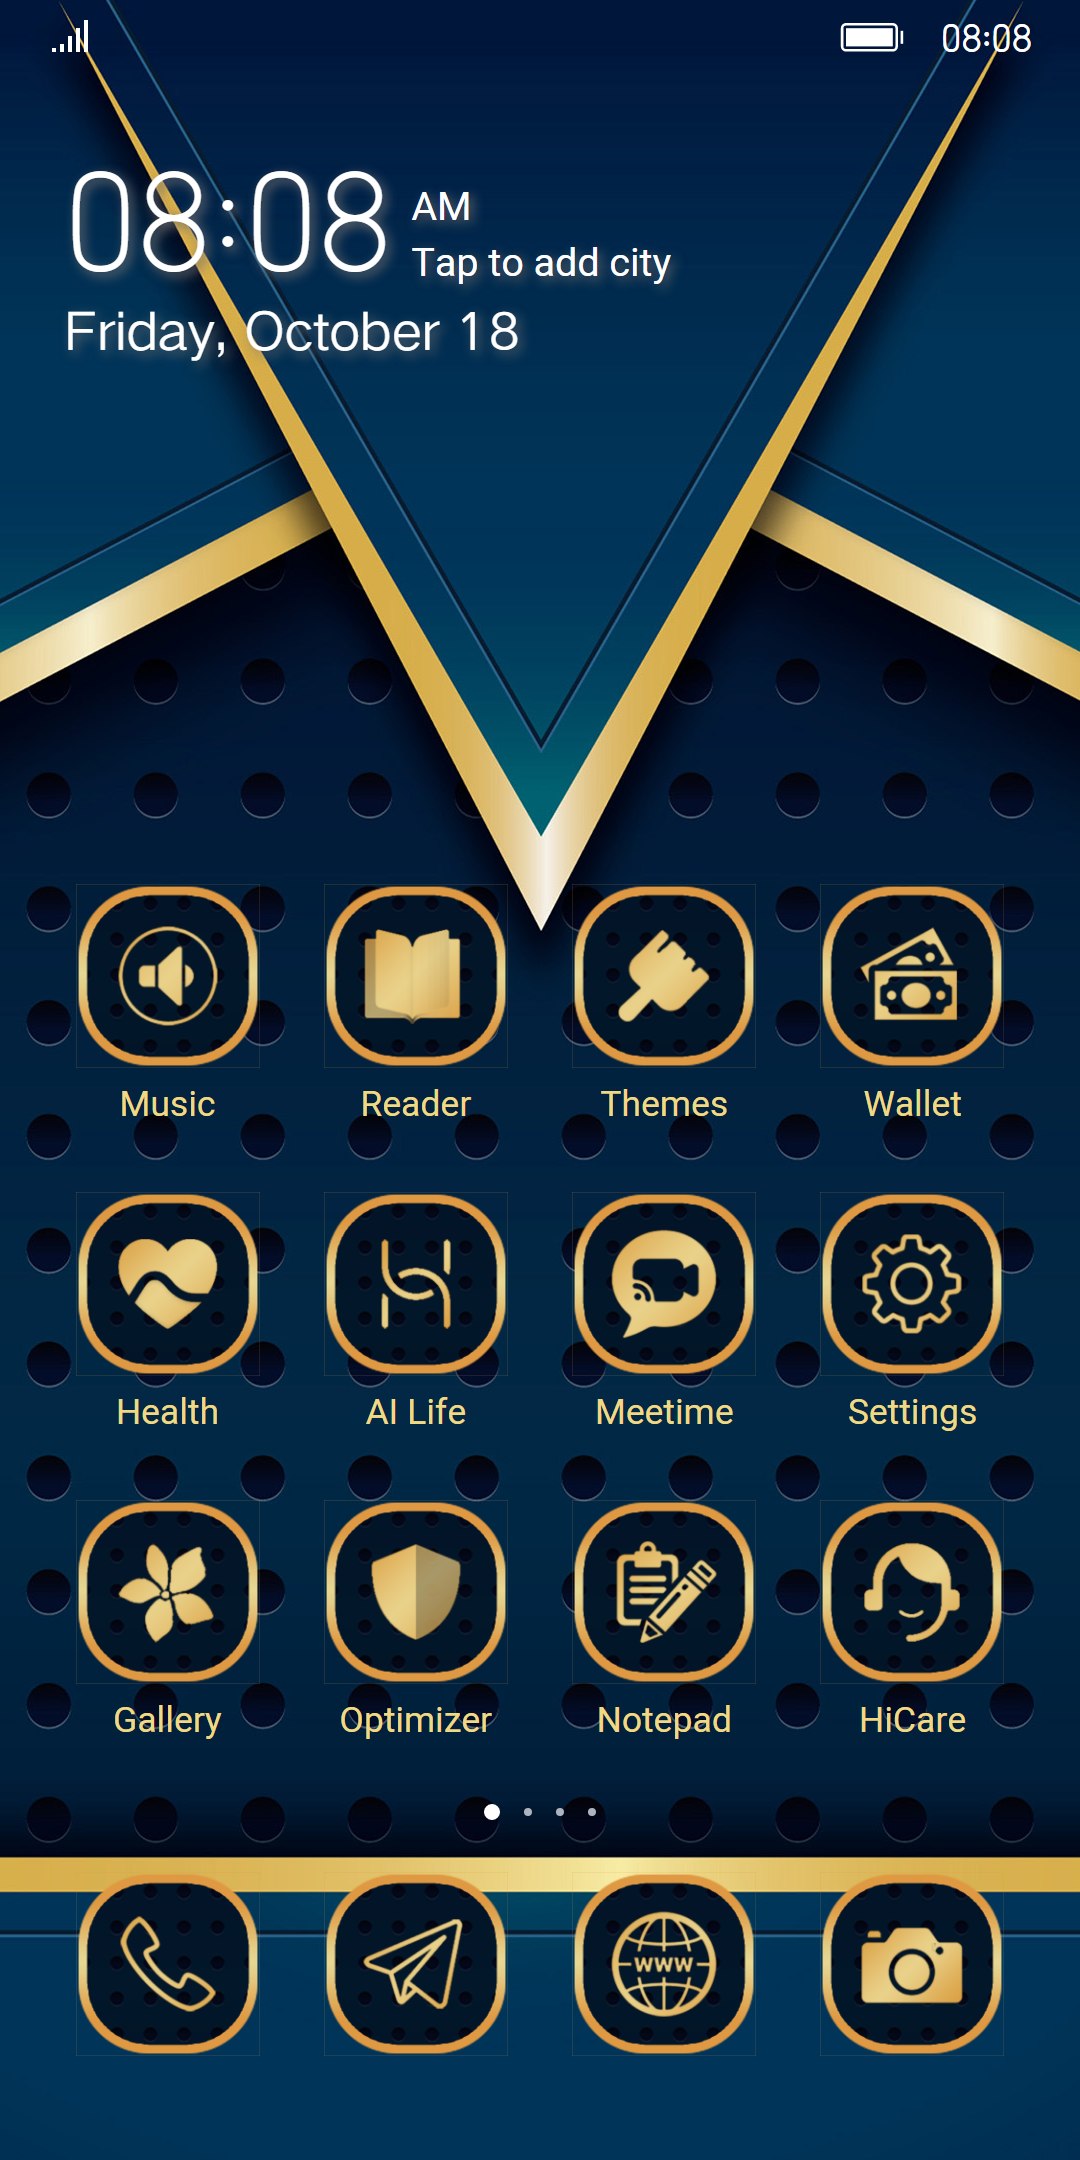 08:08
08:08 AM
Tap to add city
Friday, October 18
Music Reader Themes Wallet
Health AI Life Meetime Settings
Gallery Optimizer Notepad HiCare
WWW